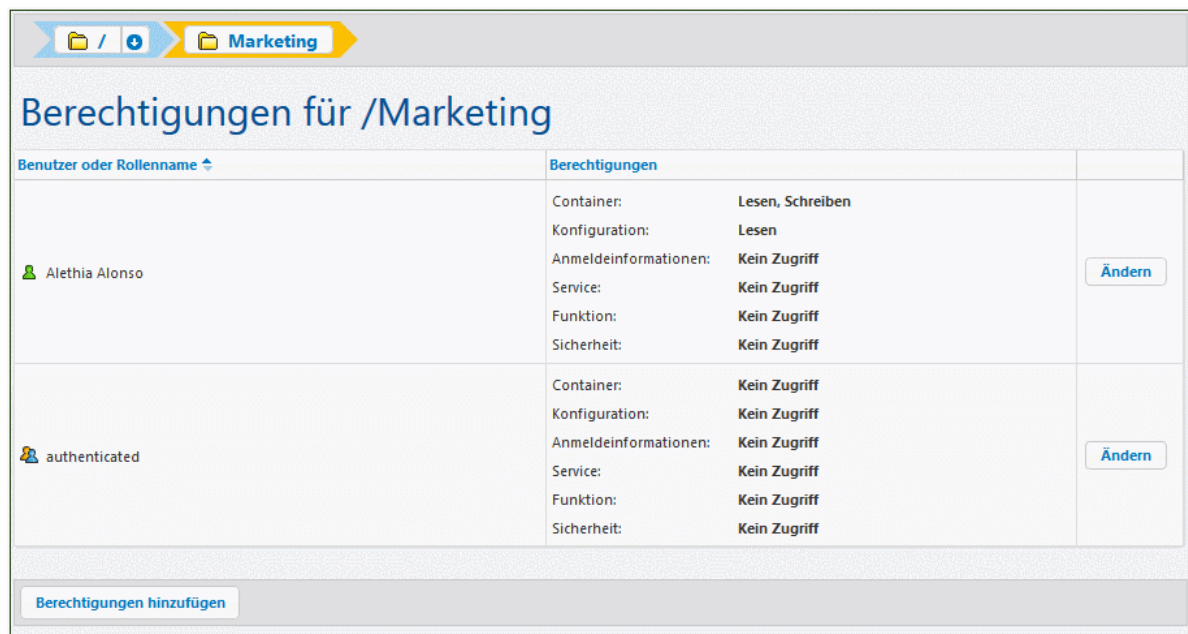 / Marketing
Berechtigungen für /Marketing
Benutzer oder Rollenname Berechtigungen
Container: Lesen, Schreiben
Konfiguration: Lesen
Anmeldeinformationen: Kein Zugriff
Alethia Alonso Ändern
Service: Kein Zugriff
Funktion: Kein Zugriff
Sicherheit: Kein Zugriff
Container: Kein Zugriff
Konfiguration: Kein Zugriff
Anmeldeinformationen: Kein Zugriff
authenticated Ändern
Service: Kein Zugriff
Funktion: Kein Zugriff
Sicherheit: Kein Zugriff
Berechtigungen hinzufügen